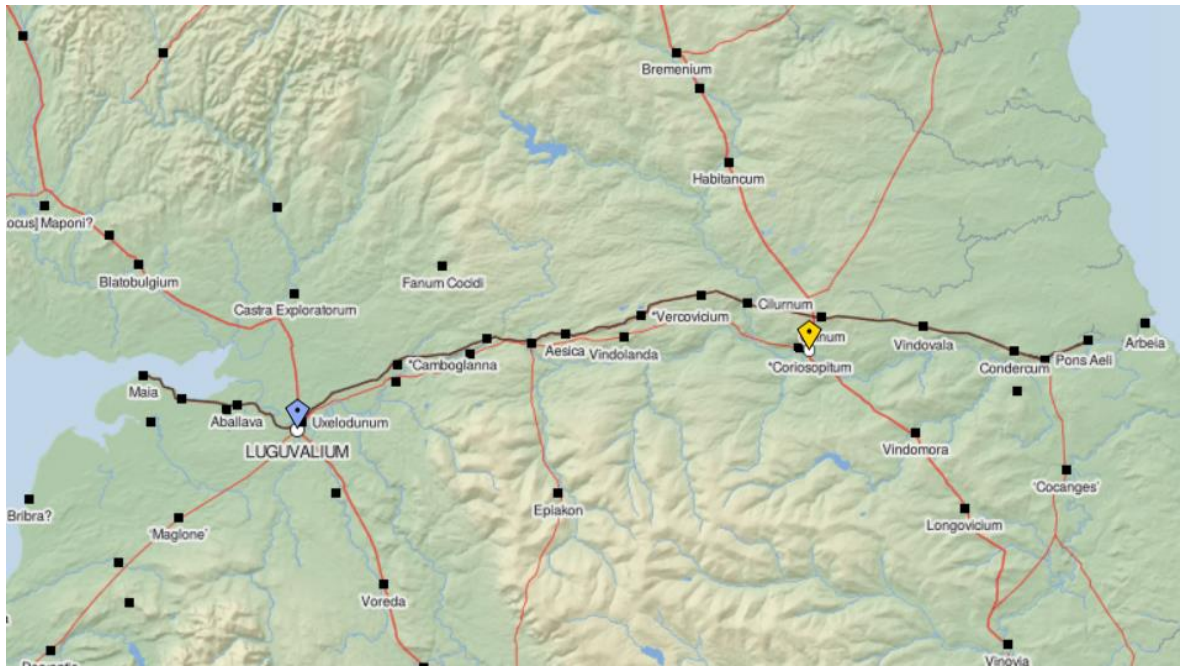 Bremenium
Habitancum
ocus] Maponi?
Blatobulgium
Castra Exploratorum
Fanum Cocidi
Cilurnum
*Vercovicium
Arbeia
Vindovala
Pons Aeli
Condercum
Aesica
Vindolanda
*Coriosopitum
*Camboglanna
Maia
Aballava
Uxelodunum
LUGUVALIUM
Vindomora
'Cocanges'
Bribra?
Epiakon
Longovicium
'Maglone'
Voreda
Vinovia